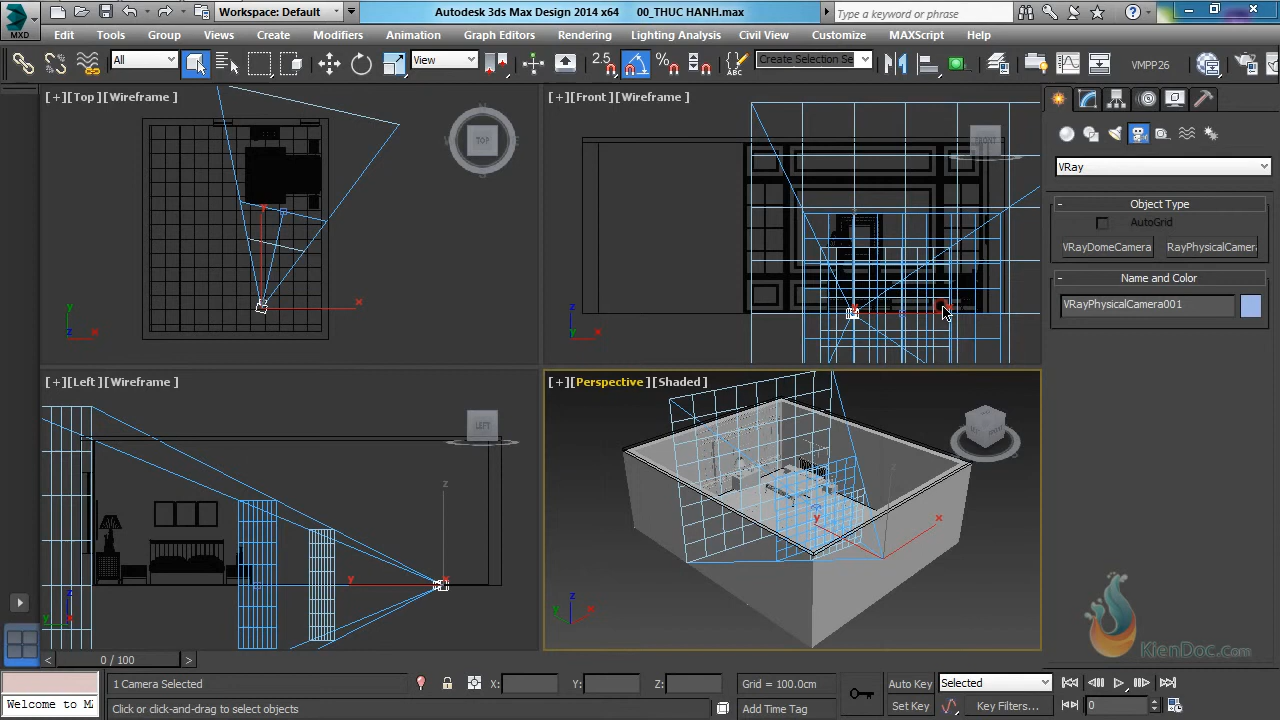 Workspace: Default
Autodesk 3ds Max Design 2014 x64 00_THUC HANH.max
Type a keyword or phrase
MXD
Edit Tools Group Views Create Modifiers Animation Graph Editors Rendering Lighting Analysis Civil View Customize MAXScript Help
All
View
2.5
Create Selection Se
VMPP26
[+][Top][Wireframe]
TOP
[+][Front][Wireframe]
FRONT
VRay
Object Type
AutoGrid
VRayDomeCamera
RayPhysicalCamera
Name and Color
VRayPhysicalCamera001
x
y
z
x
z
x
[+][Left][Wireframe]
LEFT
[+][Perspective][Shaded]
z
y
x
y
x
z
y
z
y
x
KienDoc.com
0 / 100
1 Camera Selected
X:
Y:
Z:
Grid = 100.0cm
Auto Key
Selected
Welcome to M
Click or click-and-drag to select objects
Add Time Tag
Set Key
Key Filters...
0